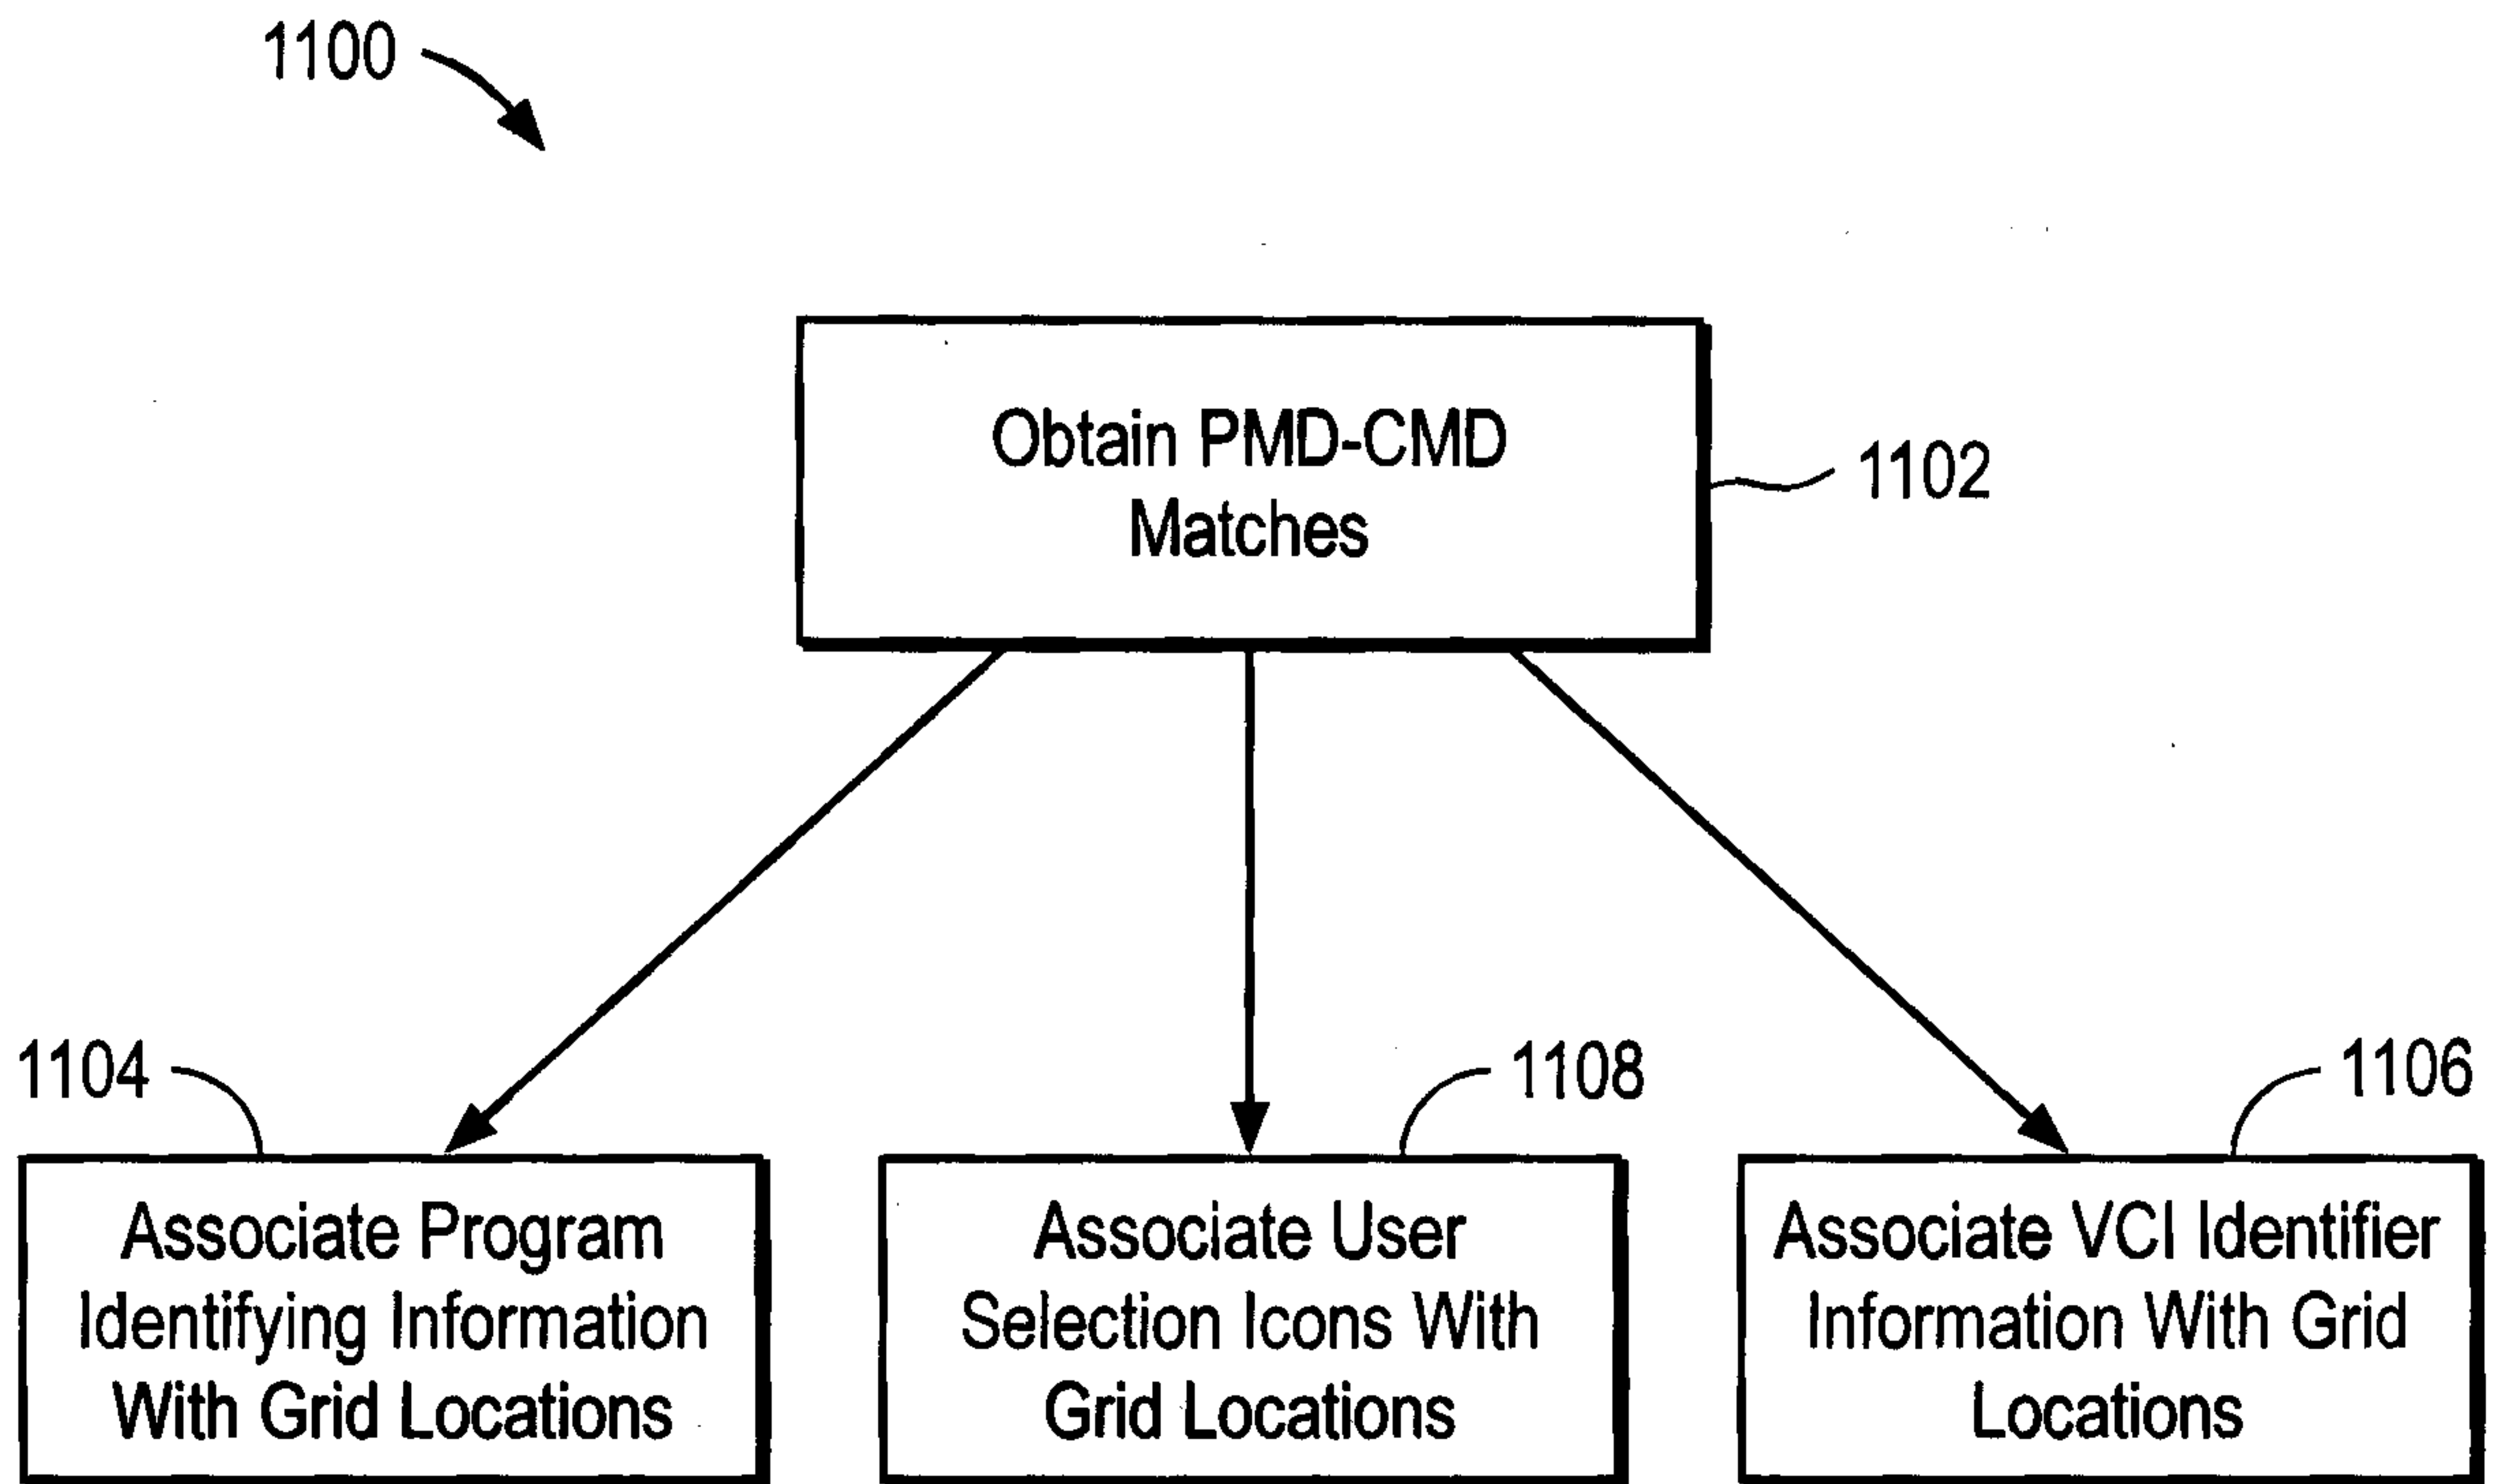 1100
Obtain PMD-CMD
Matches
1102
1104
1108
1106
Associate Program
Identifying Information
With Grid Locations
Associate User
Selection Icons With
Grid Locations
Associate VCI Identifier
Information With Grid
Locations